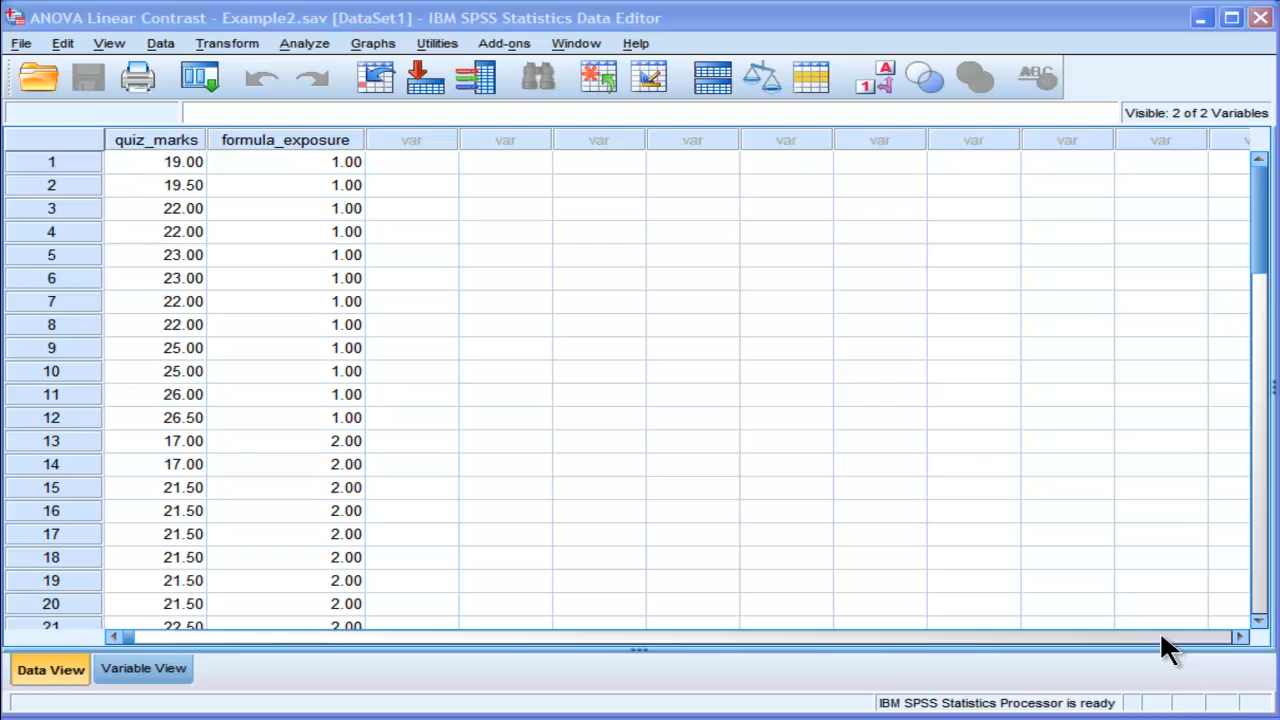 ANOVA Linear Contrast - Example2.sav [DataSet1] - IBM SPSS Statistics Data Editor
File Edit View Data Transform Analyze Graphs Utilities Add-ons Window Help
1 A ABC
Visible: 2 of 2 Variables
quiz_marks formula_exposure var var var var var var var var var
1 19.00 1.00
2 19.50 1.00
3 22.00 1.00
4 22.00 1.00
5 23.00 1.00
6 23.00 1.00
7 22.00 1.00
8 22.00 1.00
9 25.00 1.00
10 25.00 1.00
11 26.00 1.00
12 26.50 1.00
13 17.00 2.00
14 17.00 2.00
15 21.50 2.00
16 21.50 2.00
17 21.50 2.00
18 21.50 2.00
19 21.50 2.00
20 21.50 2.00
21 22.50 2.00
Data View Variable View
IBM SPSS Statistics Processor is ready